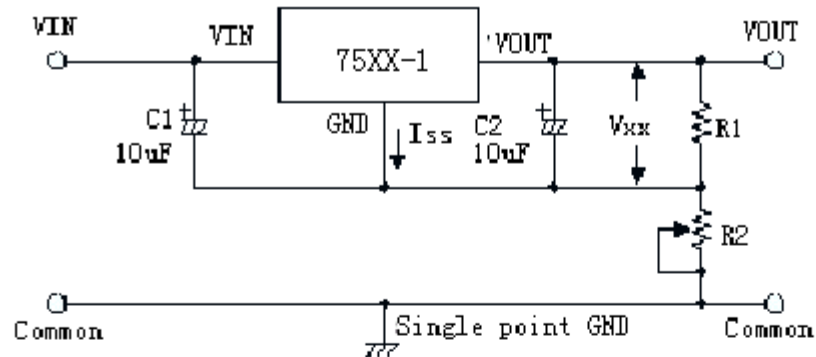 VIN
VIN
75XX-1
'VOUT
VOUT
C1
10uF
GND
Iss
C2
10uF
Vxx
R1
R2
Common
Single point GND
Common